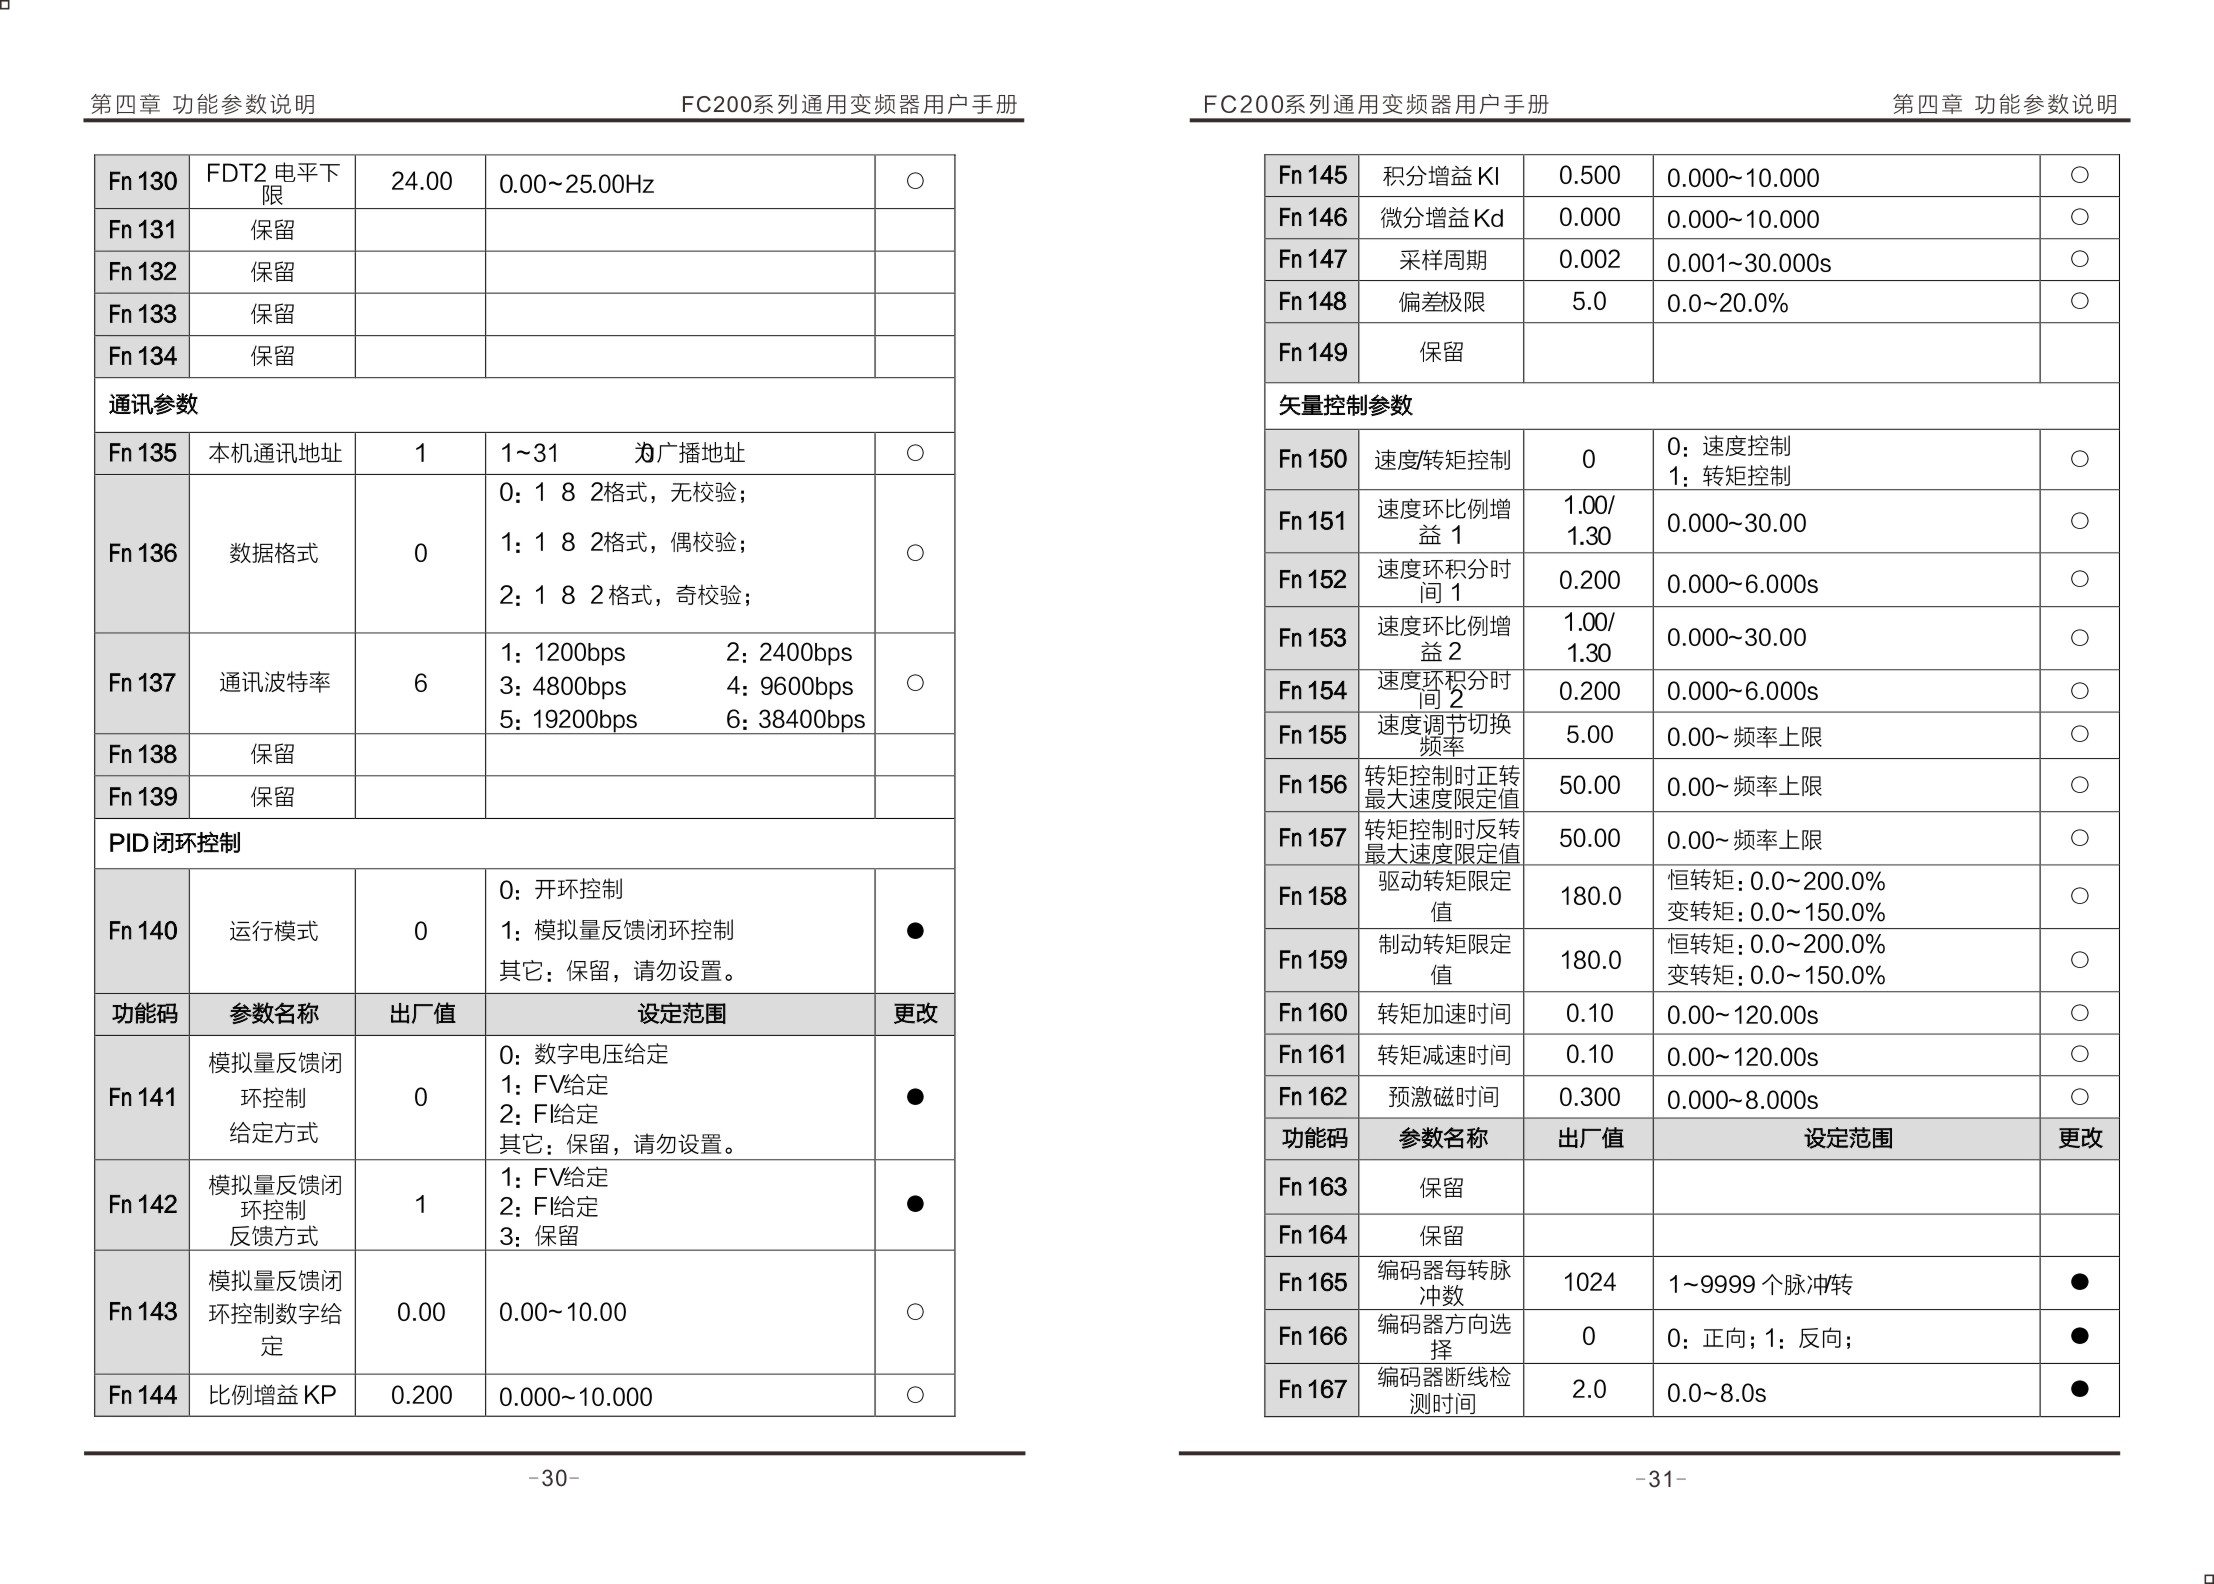 第四章 功能参数说明 FC200系列通用变频器用户手册
Fn 130 FDT2 电平下限 24.00 0.00~25.00Hz ○
Fn 131 保留
Fn 132 保留
Fn 133 保留
Fn 134 保留
通讯参数
Fn 135 本机通讯地址 1 1~31 0为广播地址 ○
Fn 136 数据格式 0 ○
0: 1 8 2格式，无校验；
1: 1 8 2格式，偶校验；
2: 1 8 2格式，奇校验；
Fn 137 通讯波特率 6 ○
1: 1200bps 2: 2400bps
3: 4800bps 4: 9600bps
5: 19200bps 6: 38400bps
Fn 138 保留
Fn 139 保留
PID闭环控制
Fn 140 运行模式 0 ●
0: 开环控制
1: 模拟量反馈闭环控制
其它：保留，请勿设置。
功能码 参数名称 出厂值 设定范围 更改
Fn 141 模拟量反馈闭
环控制
给定方式
0 ●
0: 数字电压给定
1: FV给定
2: FI给定
其它：保留，请勿设置。
Fn 142 模拟量反馈闭
环控制
反馈方式
1 ●
1: FV给定
2: FI给定
3: 保留
Fn 143 模拟量反馈闭
环控制数字给
定
0.00 0.00~10.00 ○
Fn 144 比例增益 KP 0.200 0.000~10.000 ○
-30-
FC200系列通用变频器用户手册 第四章 功能参数说明
Fn 145 积分增益 KI 0.500 0.000~10.000 ○
Fn 146 微分增益 Kd 0.000 0.000~10.000 ○
Fn 147 采样周期 0.002 0.001~30.000s ○
Fn 148 偏差极限 5.0 0.0~20.0% ○
Fn 149 保留
矢量控制参数
Fn 150 速度/转矩控制 0 ○
0: 速度控制
1: 转矩控制
Fn 151 速度环比例增
益 1
1.00/
1.30
0.000~30.00 ○
Fn 152 速度环积分时
间 1
0.200 0.000~6.000s ○
Fn 153 速度环比例增
益 2
1.00/
1.30
0.000~30.00 ○
Fn 154 速度环积分时
间 2
0.200 0.000~6.000s ○
Fn 155 速度调节切换
频率
5.00 0.00~频率上限 ○
Fn 156 转矩控制时正转
最大速度限定值
50.00 0.00~频率上限 ○
Fn 157 转矩控制时反转
最大速度限定值
50.00 0.00~频率上限 ○
Fn 158 驱动转矩限定
值
180.0 ○
恒转矩：0.0~200.0%
变转矩：0.0~150.0%
Fn 159 制动转矩限定
值
180.0 ○
恒转矩：0.0~200.0%
变转矩：0.0~150.0%
Fn 160 转矩加速时间 0.10 0.00~120.00s ○
Fn 161 转矩减速时间 0.10 0.00~120.00s ○
Fn 162 预激磁时间 0.300 0.000~8.000s ○
功能码 参数名称 出厂值 设定范围 更改
Fn 163 保留
Fn 164 保留
Fn 165 编码器每转脉
冲数
1024 1~9999 个脉冲/转 ●
Fn 166 编码器方向选
择
0 0: 正向；1: 反向； ●
Fn 167 编码器断线检
测时间
2.0 0.0~8.0s ●
-31-